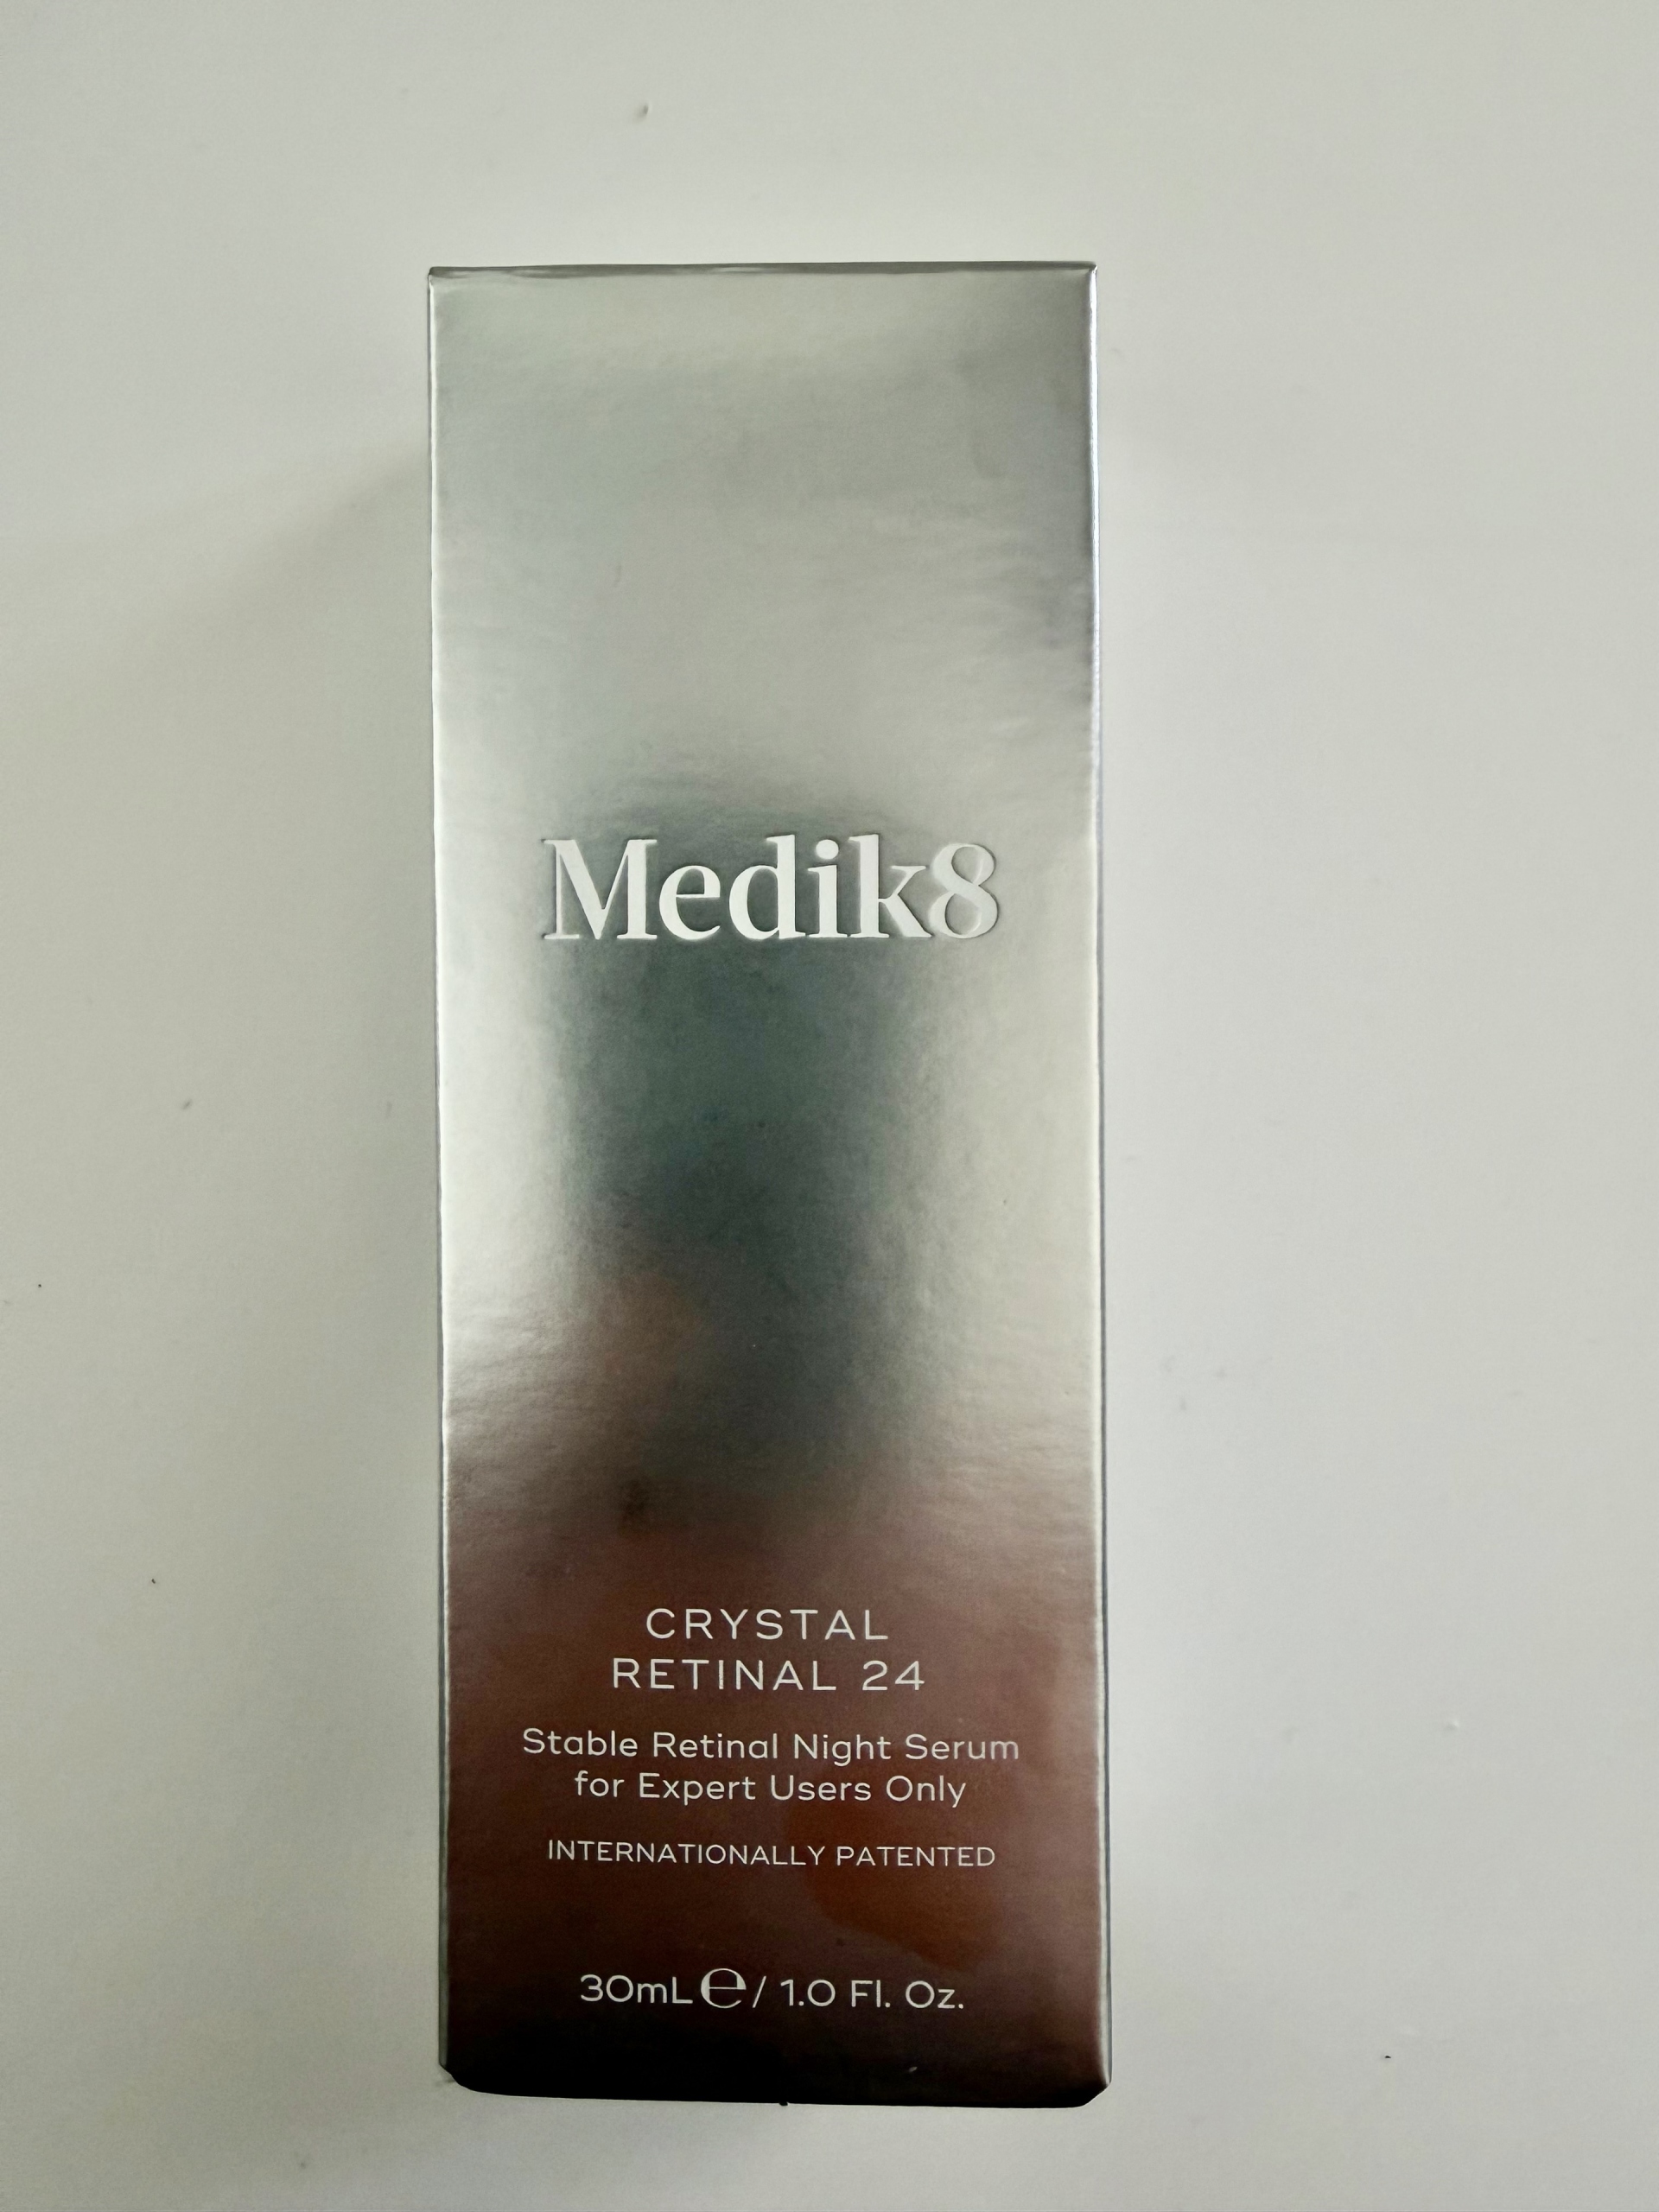 Medik8
CRYSTAL
RETINAL 24
Stable Retinal Night Serum
for Expert Users Only
INTERNATIONALLY PATENTED
30mL ℮ / 1.0 Fl. Oz.